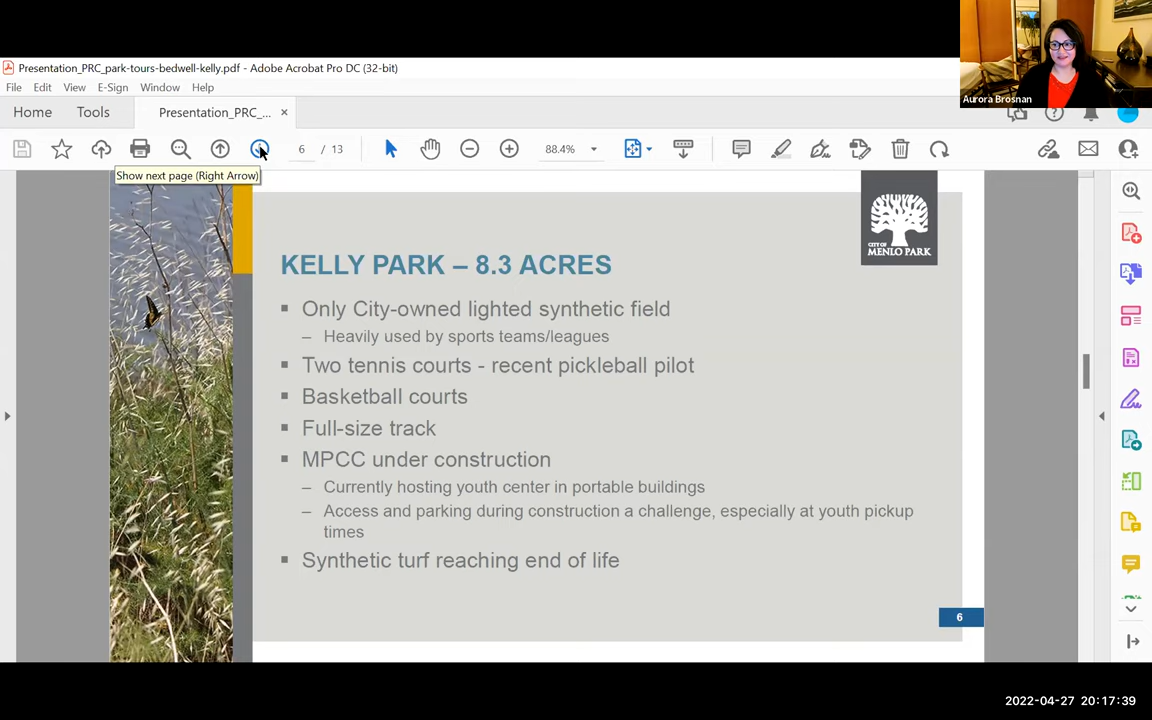 Presentation_PRC_park-tours-bedwell-kelly.pdf - Adobe Acrobat Pro DC (32-bit)
File Edit View E-Sign Window Help
Home Tools Presentation_PRC_... ×
6 / 13 88.4%
Show next page (Right Arrow)
Aurora Brosnan
CITY OF
MENLO PARK
KELLY PARK – 8.3 ACRES
▪ Only City-owned lighted synthetic field
– Heavily used by sports teams/leagues
▪ Two tennis courts - recent pickleball pilot
▪ Basketball courts
▪ Full-size track
▪ MPCC under construction
– Currently hosting youth center in portable buildings
– Access and parking during construction a challenge, especially at youth pickup
times
▪ Synthetic turf reaching end of life
6
2022-04-27 20:17:39